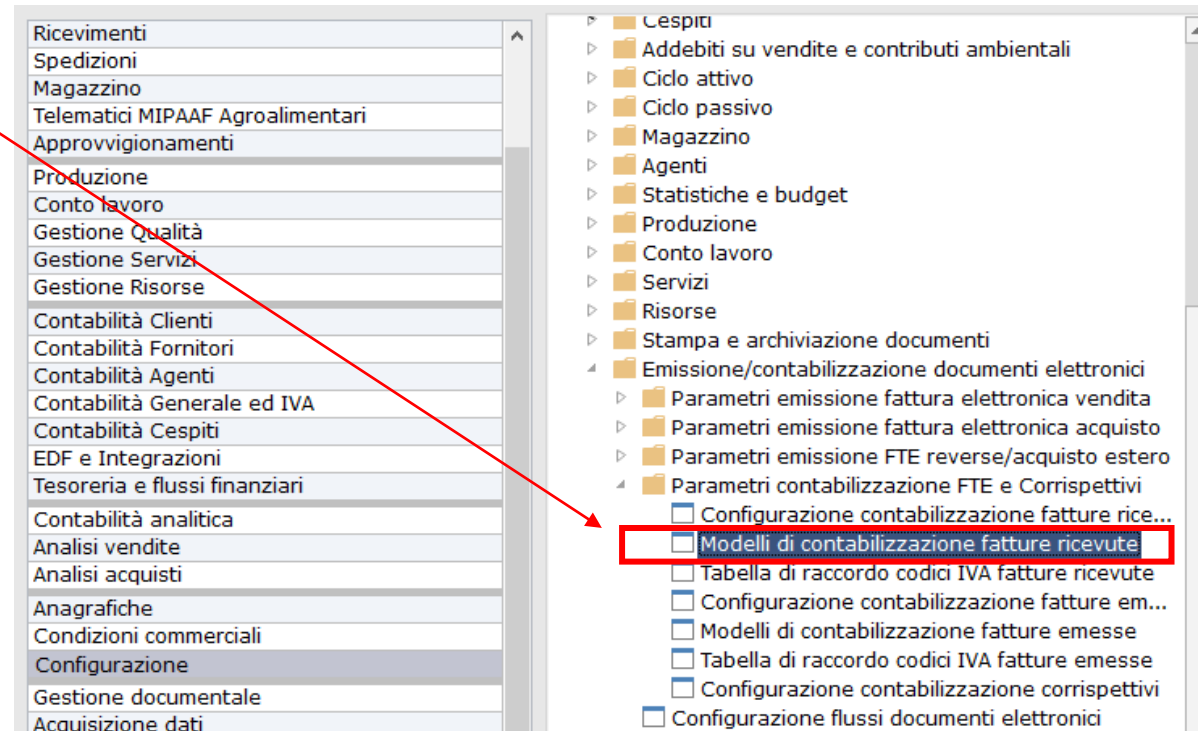 Ricevimenti
Spedizioni
Magazzino
Telematici MIPAAF Agroalimentari
Approvvigionamenti
Produzione
Conto lavoro
Gestione Qualità
Gestione Servizi
Gestione Risorse
Contabilità Clienti
Contabilità Fornitori
Contabilità Agenti
Contabilità Generale ed IVA
Contabilità Cespiti
EDF e Integrazioni
Tesoreria e flussi finanziari
Contabilità analitica
Analisi vendite
Analisi acquisti
Anagrafiche
Condizioni commerciali
Configurazione
Gestione documentale
Acquisizione dati
Cespiti
Addebiti su vendite e contributi ambientali
Ciclo attivo
Ciclo passivo
Magazzino
Agenti
Statistiche e budget
Produzione
Conto lavoro
Servizi
Risorse
Stampa e archiviazione documenti
Emissione/contabilizzazione documenti elettronici
Parametri emissione fattura elettronica vendita
Parametri emissione fattura elettronica acquisto
Parametri emissione FTE reverse/acquisto estero
Parametri contabilizzazione FTE e Corrispettivi
Configurazione contabilizzazione fatture rice...
Modelli di contabilizzazione fatture ricevute
Tabella di raccordo codici IVA fatture ricevute
Configurazione contabilizzazione fatture em...
Modelli di contabilizzazione fatture emesse
Tabella di raccordo codici IVA fatture emesse
Configurazione contabilizzazione corrispettivi
Configurazione flussi documenti elettronici